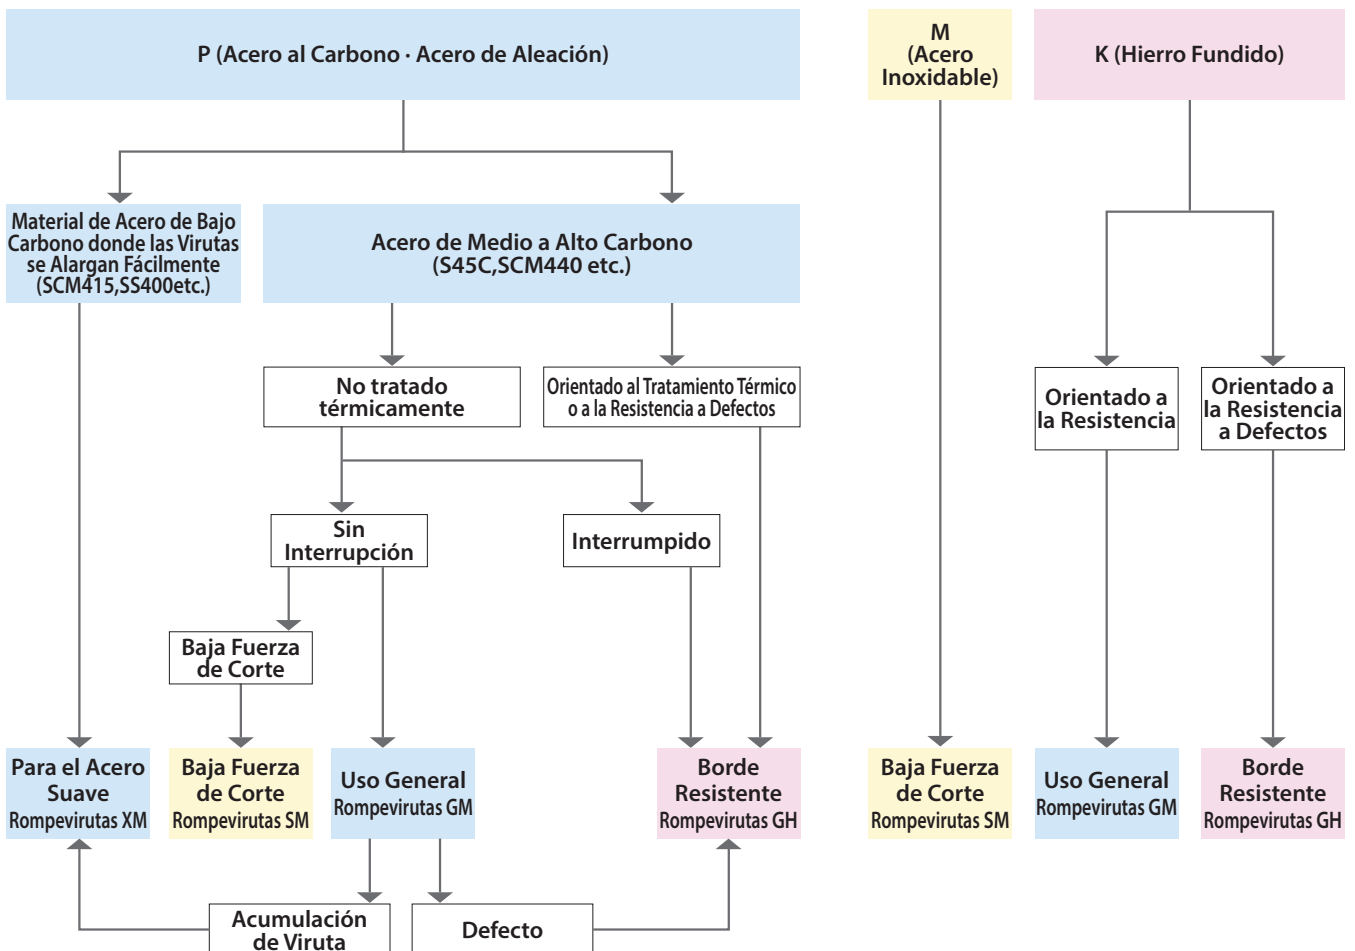 P (Acero al Carbono · Acero de Aleación)
M
(Acero
Inoxidable)
K (Hierro Fundido)
Material de Acero de Bajo
Carbono donde las Virutas
se Alargan Fácilmente
(SCM415,SS400etc.)
Acero de Medio a Alto Carbono
(S45C,SCM440 etc.)
No tratado
térmicamente
Orientado al Tratamiento Térmico
o a la Resistencia a Defectos
Orientado a
la Resistencia
Orientado a
la Resistencia
a Defectos
Sin
Interrupción
Interrumpido
Baja Fuerza
de Corte
Para el Acero
Suave
Rompevirutas XM
Baja Fuerza
de Corte
Rompevirutas SM
Uso General
Rompevirutas GM
Borde
Resistente
Rompevirutas GH
Baja Fuerza
de Corte
Rompevirutas SM
Uso General
Rompevirutas GM
Borde
Resistente
Rompevirutas GH
Acumulación
de Viruta
Defecto